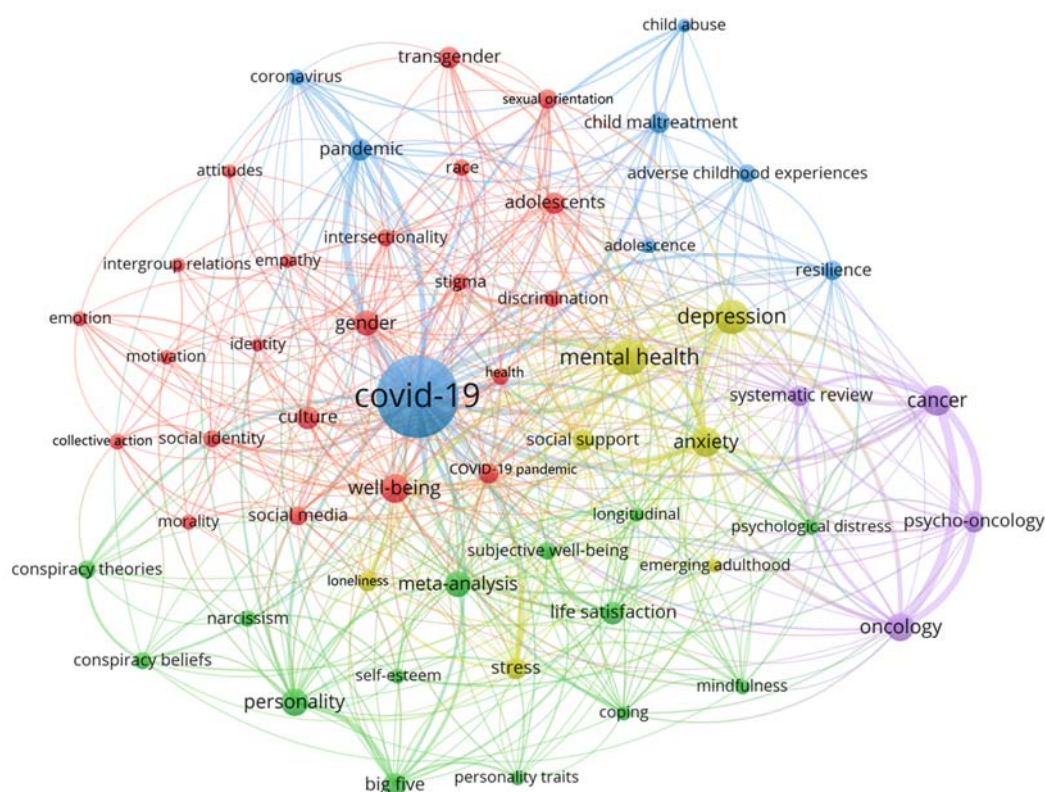 child abuse
transgender
coronavirus
sexual orientation
child maltreatment
pandemic
race
attitudes
adverse childhood experiences
adolescents
intersectionality
adolescence
intergroup relations
empathy
resilience
stigma
discrimination
emotion
gender
depression
identity
motivation
mental health
health
covid-19
systematic review
cancer
culture
collective action
social identity
social support
anxiety
COVID-19 pandemic
well-being
morality
social media
longitudinal
psychological distress
psycho-oncology
subjective well-being
conspiracy theories
loneliness
meta-analysis
emerging adulthood
narcissism
life satisfaction
oncology
conspiracy beliefs
self-esteem
stress
mindfulness
personality
coping
big five
personality traits